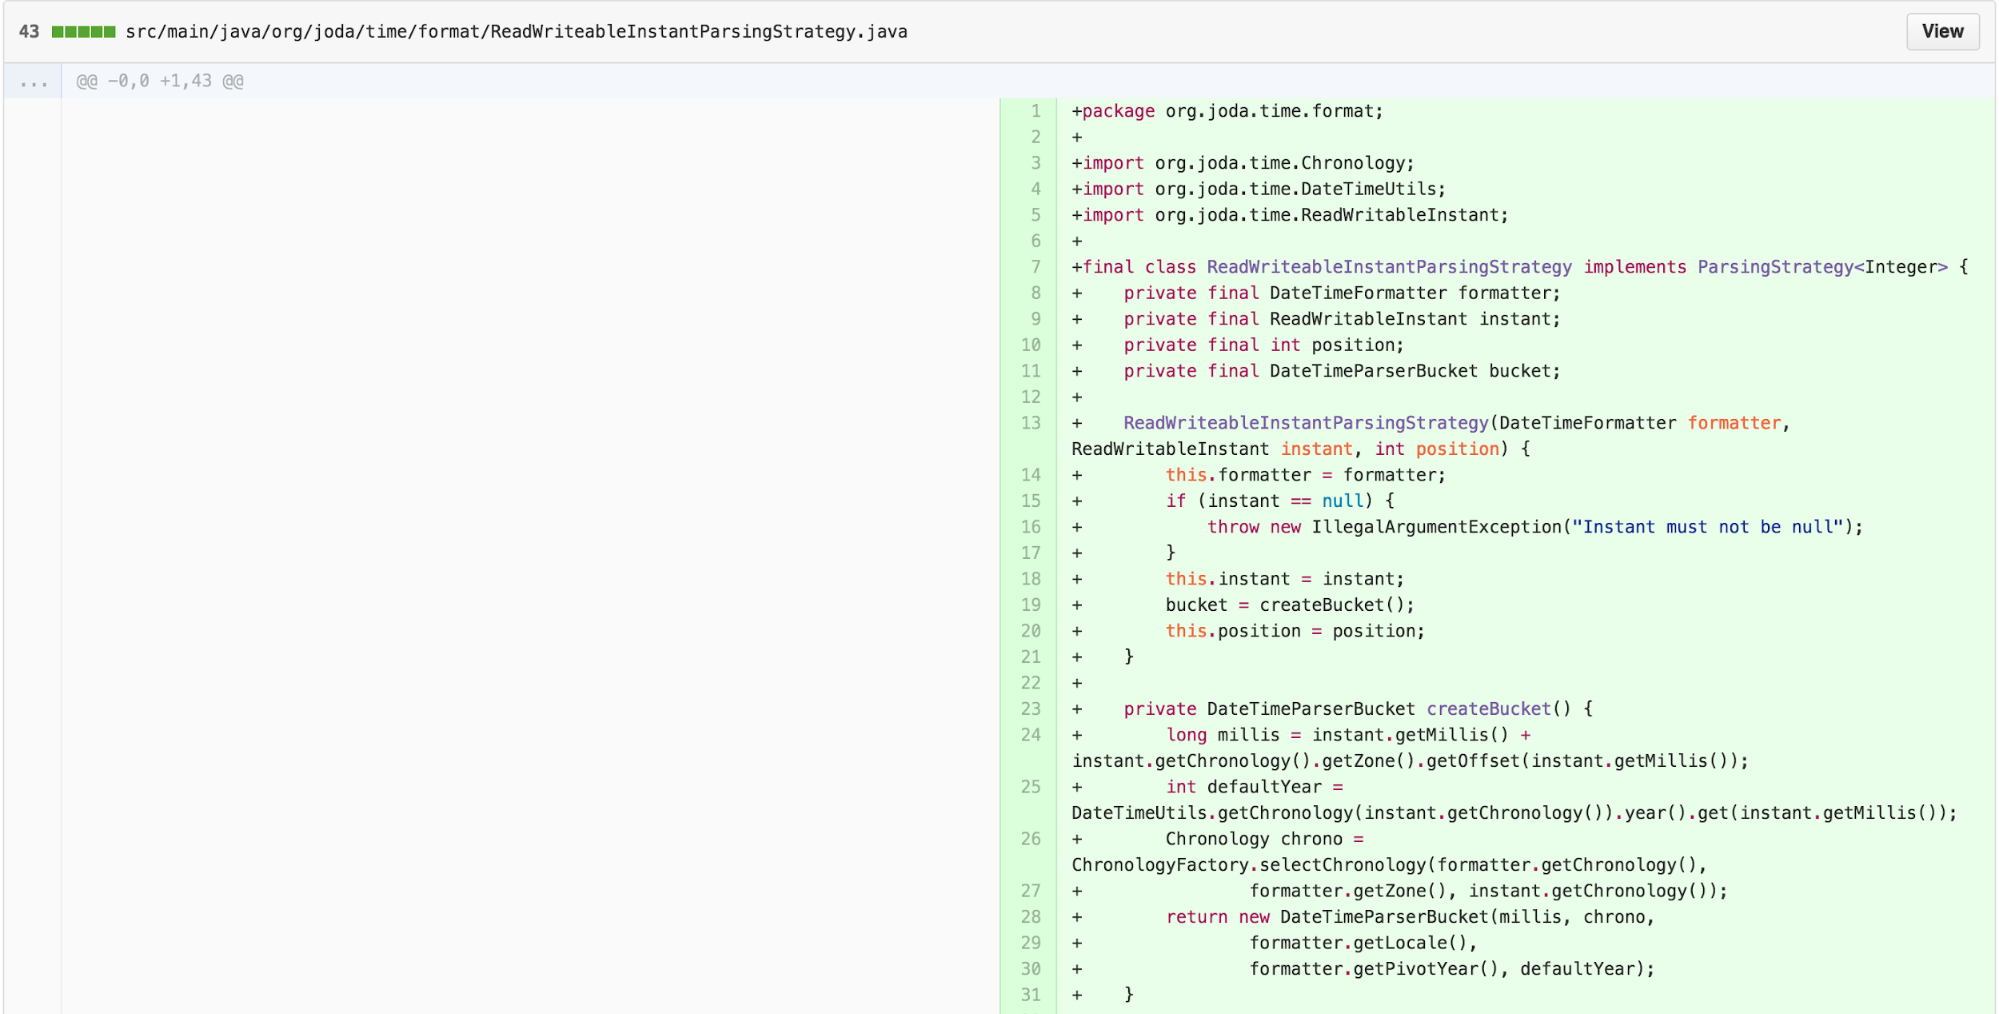 43 src/main/java/org/joda/time/format/ReadWriteableInstantParsingStrategy.java View
... @@ -0,0 +1,43 @@
1 +package org.joda.time.format;
2 +
3 +import org.joda.time.Chronology;
4 +import org.joda.time.DateTimeUtils;
5 +import org.joda.time.ReadWritableInstant;
6 +
7 +final class ReadWriteableInstantParsingStrategy implements ParsingStrategy<Integer> {
8 +    private final DateTimeFormatter formatter;
9 +    private final ReadWritableInstant instant;
10 +    private final int position;
11 +    private final DateTimeParserBucket bucket;
12 +
13 +    ReadWriteableInstantParsingStrategy(DateTimeFormatter formatter,
ReadWritableInstant instant, int position) {
14 +        this.formatter = formatter;
15 +        if (instant == null) {
16 +            throw new IllegalArgumentException("Instant must not be null");
17 +        }
18 +        this.instant = instant;
19 +        bucket = createBucket();
20 +        this.position = position;
21 +    }
22 +
23 +    private DateTimeParserBucket createBucket() {
24 +        long millis = instant.getMillis() +
instant.getChronology().getZone().getOffset(instant.getMillis());
25 +        int defaultYear =
DateTimeUtils.getChronology(instant.getChronology()).year().get(instant.getMillis());
26 +        Chronology chrono =
ChronologyFactory.selectChronology(formatter.getChronology(),
27 +                formatter.getZone(), instant.getChronology());
28 +        return new DateTimeParserBucket(millis, chrono,
29 +                formatter.getLocale(),
30 +                formatter.getPivotYear(), defaultYear);
31 +    }